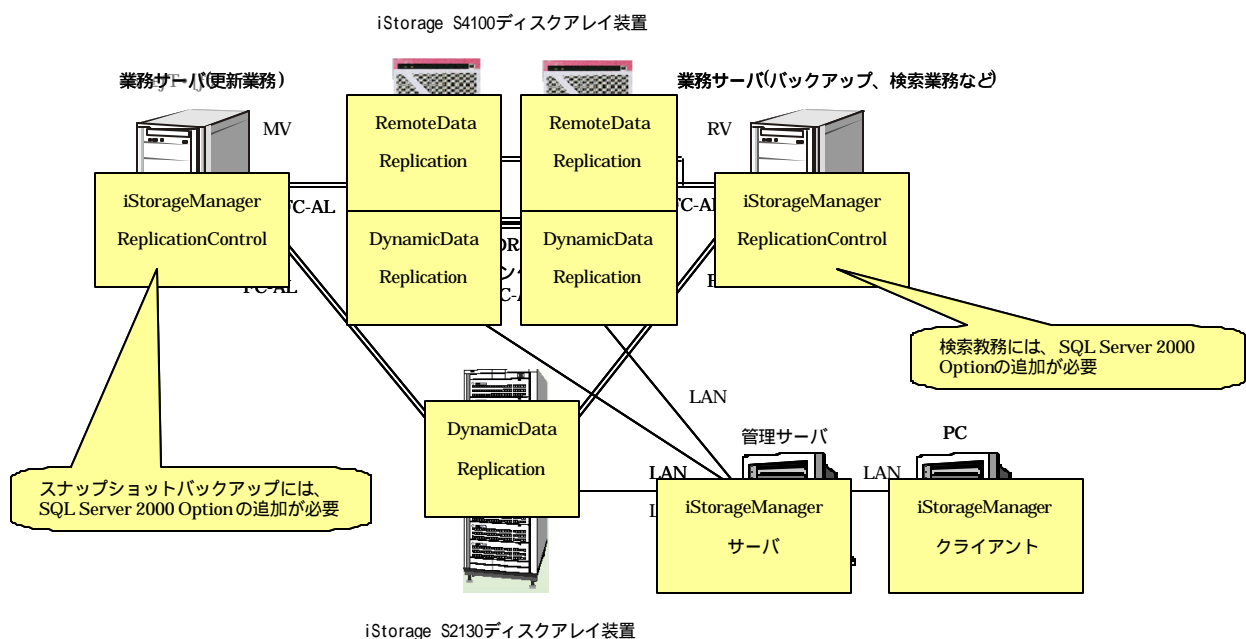 iStorage S4100ディスクアレイ装置
業務サーバ(更新業務)
業務サーバ(バックアップ、検索業務など)
MV
RemoteData
Replication
RemoteData
Replication
RV
iStorageManager
ReplicationControl
DynamicData
Replication
DynamicData
Replication
iStorageManager
ReplicationControl
FC-AL
検索教務には、SQL Server 2000
Optionの追加が必要
LAN
DynamicData
Replication
管理サーバ
PC
スナップショットバックアップには、
SQL Server 2000 Optionの追加が必要
LAN
LAN
iStorageManager
サーバ
iStorageManager
クライアント
iStorage S2130ディスクアレイ装置